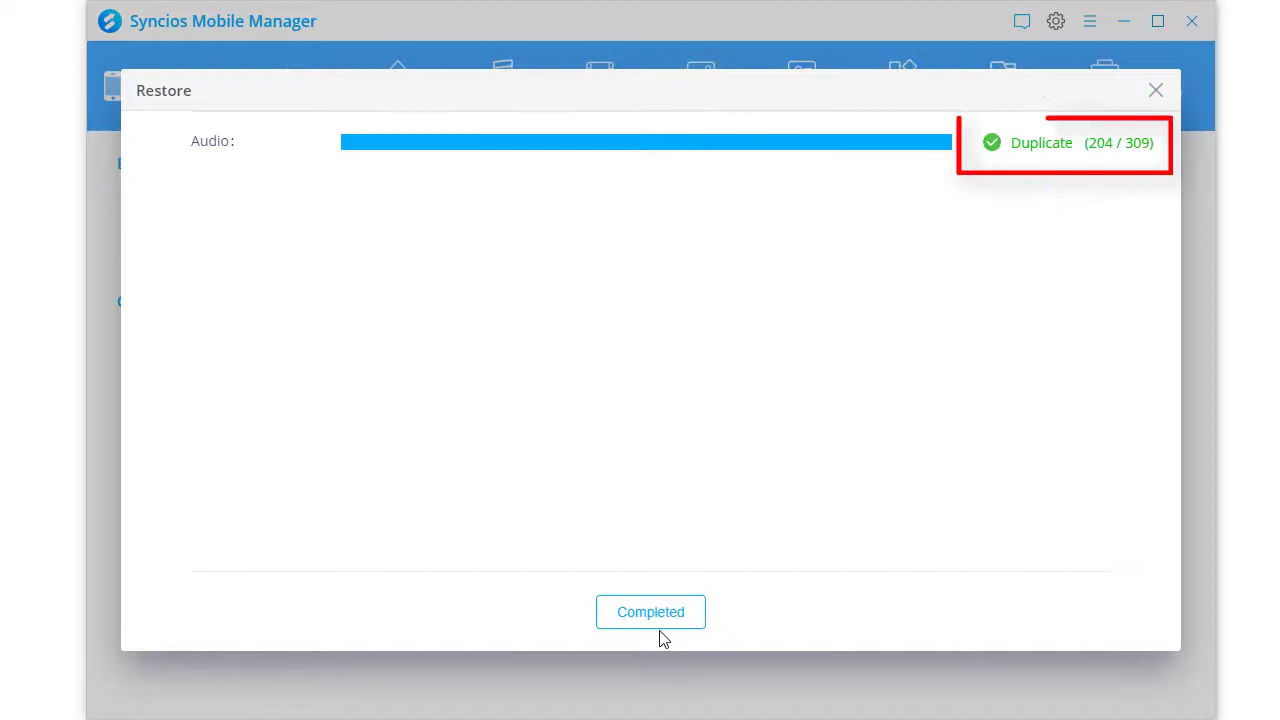 Syncios Mobile Manager
Restore
Audio:
Duplicate (204 / 309)
Completed